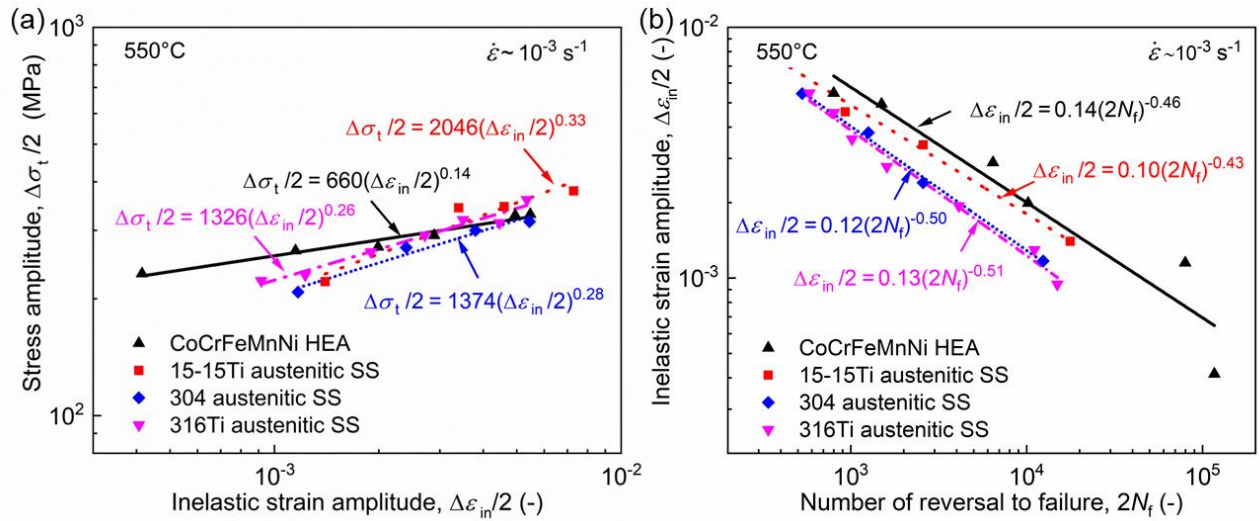 (a)
10³
550°C
ε̇ ~ 10⁻³ s⁻¹
Δσₜ/2 = 2046(Δεᵢₙ/2)^0.33
Δσₜ/2 = 660(Δεᵢₙ/2)^0.14
Δσₜ/2 = 1326(Δεᵢₙ/2)^0.26
Δσₜ/2 = 1374(Δεᵢₙ/2)^0.28
CoCrFeMnNi HEA
15-15Ti austenitic SS
304 austenitic SS
316Ti austenitic SS
10²
Stress amplitude, Δσₜ/2 (MPa)
10⁻³
10⁻²
Inelastic strain amplitude, Δεᵢₙ/2 (-)
(b)
10⁻²
550°C
ε̇ ~ 10⁻³ s⁻¹
Δεᵢₙ/2 = 0.14(2N_f)^-0.46
Δεᵢₙ/2 = 0.10(2N_f)^-0.43
Δεᵢₙ/2 = 0.12(2N_f)^-0.50
Δεᵢₙ/2 = 0.13(2N_f)^-0.51
10⁻³
CoCrFeMnNi HEA
15-15Ti austenitic SS
304 austenitic SS
316Ti austenitic SS
Inelastic strain amplitude, Δεᵢₙ/2 (-)
10³
10⁴
10⁵
Number of reversal to failure, 2N_f (-)